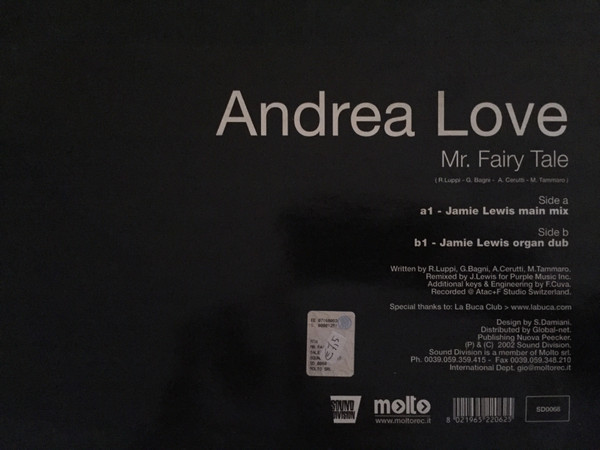 Andrea Love
Mr. Fairy Tale
( R.Luppi - G. Bagni - A. Cerutti - M. Tammaro )
Side a
a1 - Jamie Lewis main mix
Side b
b1 - Jamie Lewis organ dub
Written by R.Luppi, G.Bagni, A.Cerutti, M.Tammaro.
Remixed by J.Lewis for Purple Music Inc.
Additional keys & Engineering by F.Cuva.
Recorded @ Atac+F Studio Switzerland.
Special thanks to: La Buca Club > www.labuca.com
Design by S.Damiani.
Distributed by Global-net.
Publishing Nuova Peecker.
(P) & (C) 2002 Sound Division.
Sound Division is a member of Molto srl.
Ph. 0039.059.359.415 - Fax 0039.059.348.210
International Dept. gio@moltorec.it
SOUND
DIVISION
molto
www.moltorec.it
8 021965 220625
SD0068